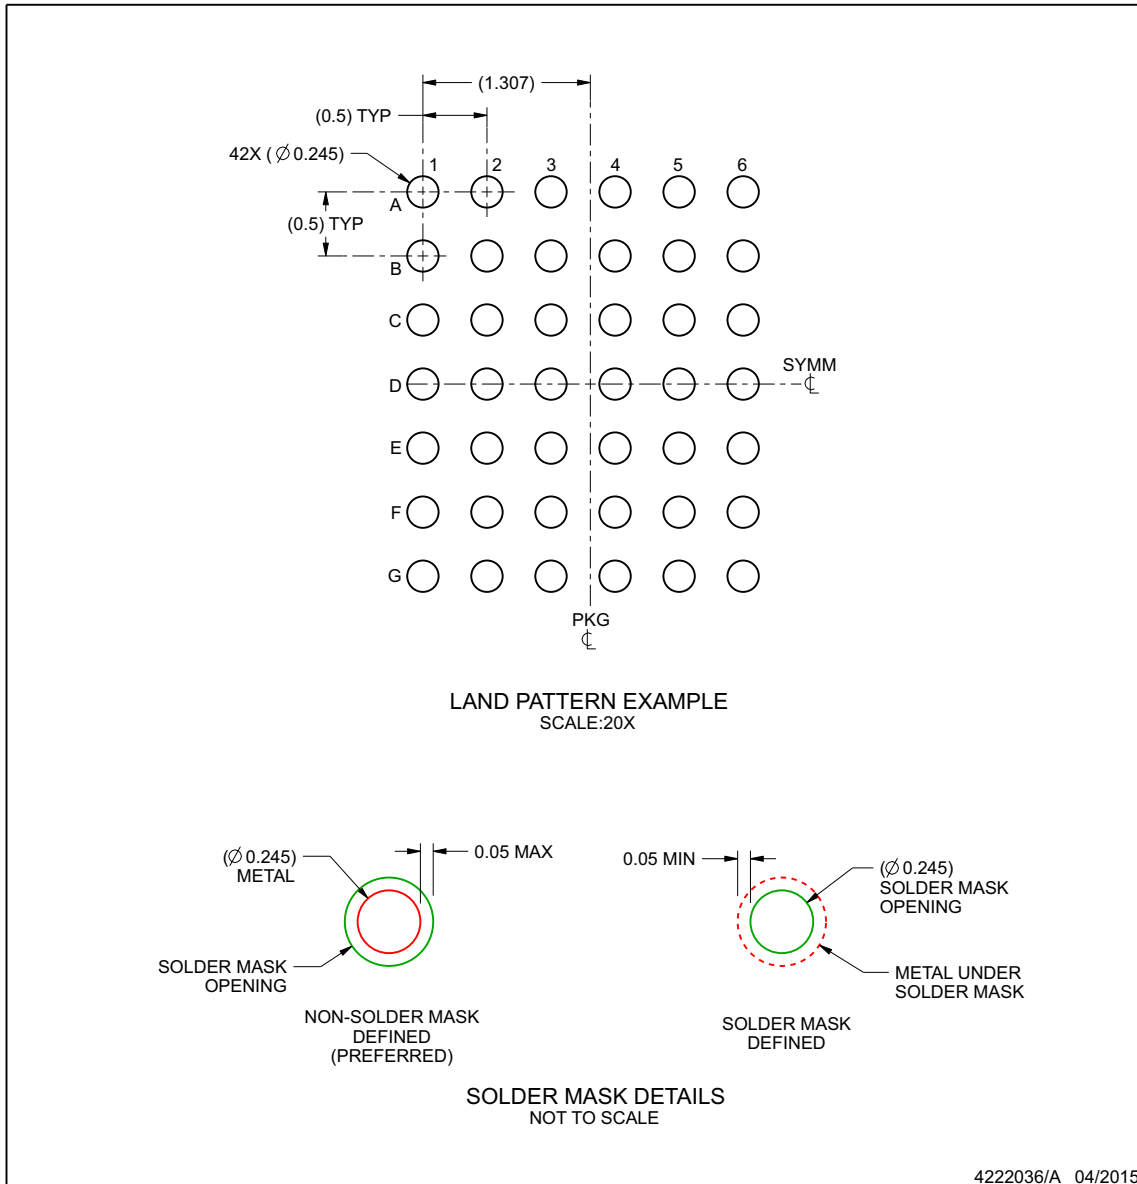 (1.307)
(0.5) TYP
42X ( ∅ 0.245)
1 2 3 4 5 6
A
(0.5) TYP
B
C
SYMM
℄
D
E
F
G
PKG
℄
LAND PATTERN EXAMPLE
SCALE:20X
(∅ 0.245)
METAL
0.05 MAX
SOLDER MASK
OPENING
NON-SOLDER MASK
DEFINED
(PREFERRED)
0.05 MIN
(∅ 0.245)
SOLDER MASK
OPENING
METAL UNDER
SOLDER MASK
SOLDER MASK
DEFINED
SOLDER MASK DETAILS
NOT TO SCALE
4222036/A 04/2015